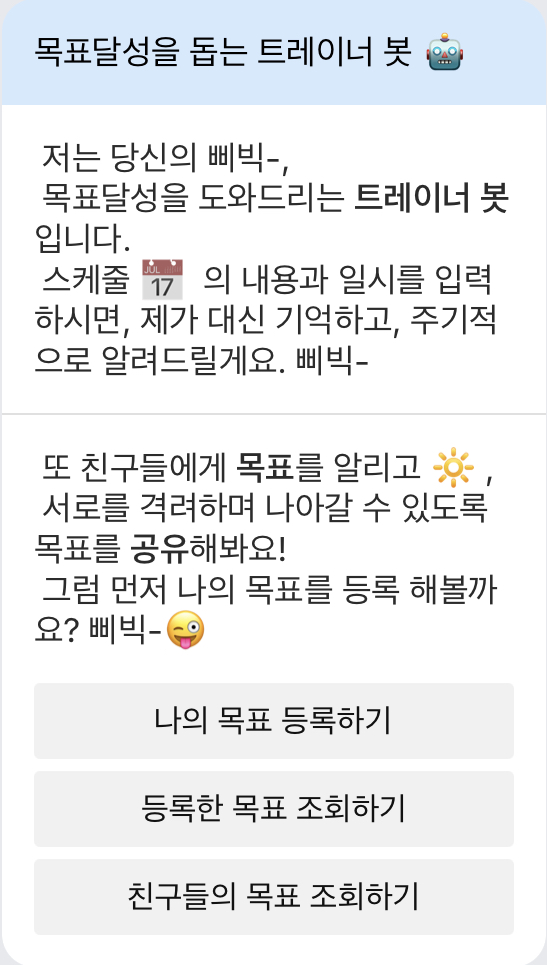 목표달성을 돕는 트레이너 봇 🤖
저는 당신의 삐빅-,
목표달성을 도와드리는 트레이너 봇
입니다.
스케줄 📅 의 내용과 일시를 입력
하시면, 제가 대신 기억하고, 주기적
으로 알려드릴게요. 삐빅-
또 친구들에게 목표를 알리고 ☀️ ,
서로를 격려하며 나아갈 수 있도록
목표를 공유해봐요!
그럼 먼저 나의 목표를 등록 해볼까
요? 삐빅-😜
나의 목표 등록하기
등록한 목표 조회하기
친구들의 목표 조회하기